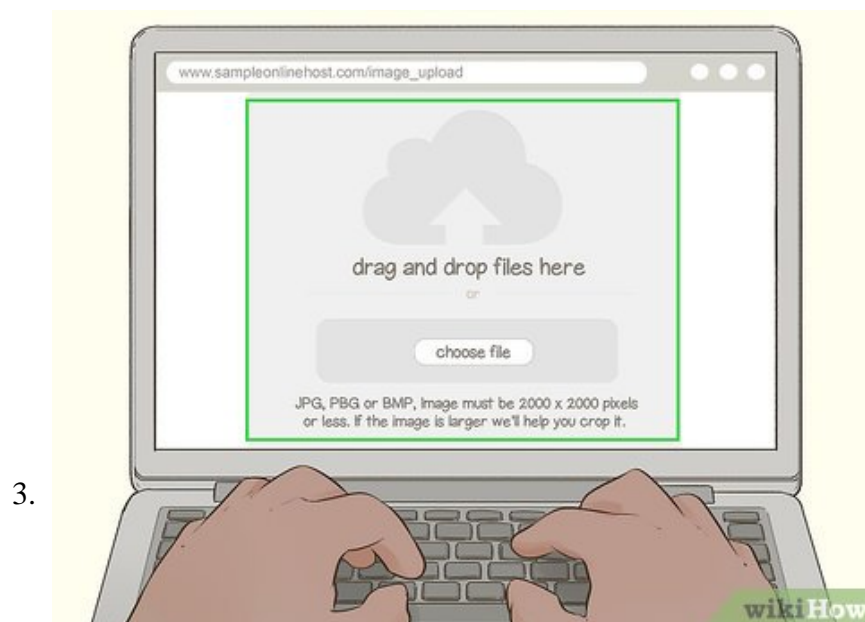 www.sampleonlinehost.com/image_upload
drag and drop files here
or
choose file
JPG, PBG or BMP, Image must be 2000 x 2000 pixels
or less. If the image is larger we'll help you crop it.
3.
wikiHow